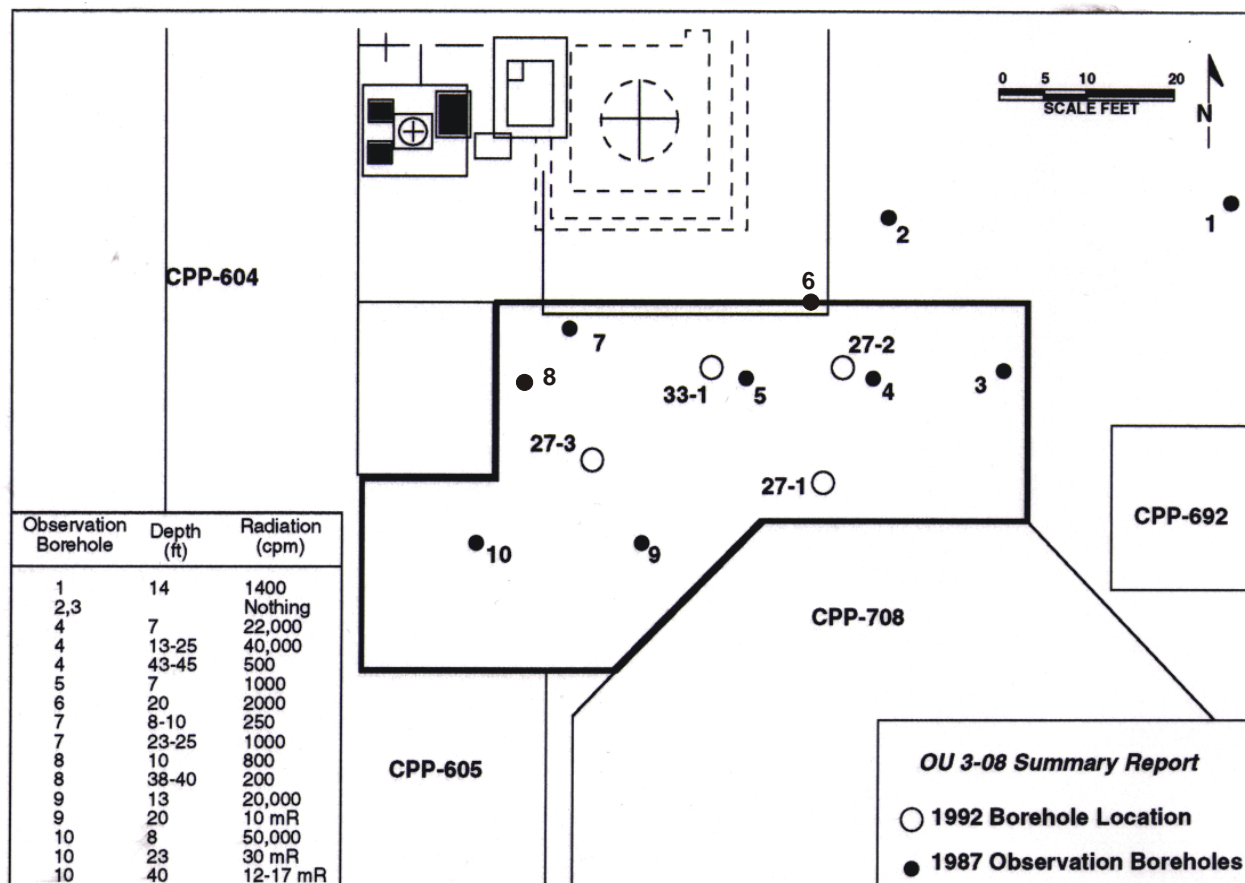 0 5 10 20
SCALE FEET
N
2
1
CPP-604
6
7
27-2
8
33-1
5
4
3
27-3
27-1
CPP-692
10
9
CPP-708
CPP-605
Observation Borehole Depth (ft) Radiation (cpm)
1 14 1400
2,3 Nothing
4 7 22,000
4 13-25 40,000
4 43-45 500
5 7 1000
6 20 2000
7 8-10 250
7 23-25 1000
8 10 800
8 38-40 200
9 13 20,000
9 20 10 mR
10 8 50,000
10 23 30 mR
10 40 12-17 mR
OU 3-08 Summary Report
1992 Borehole Location
1987 Observation Boreholes